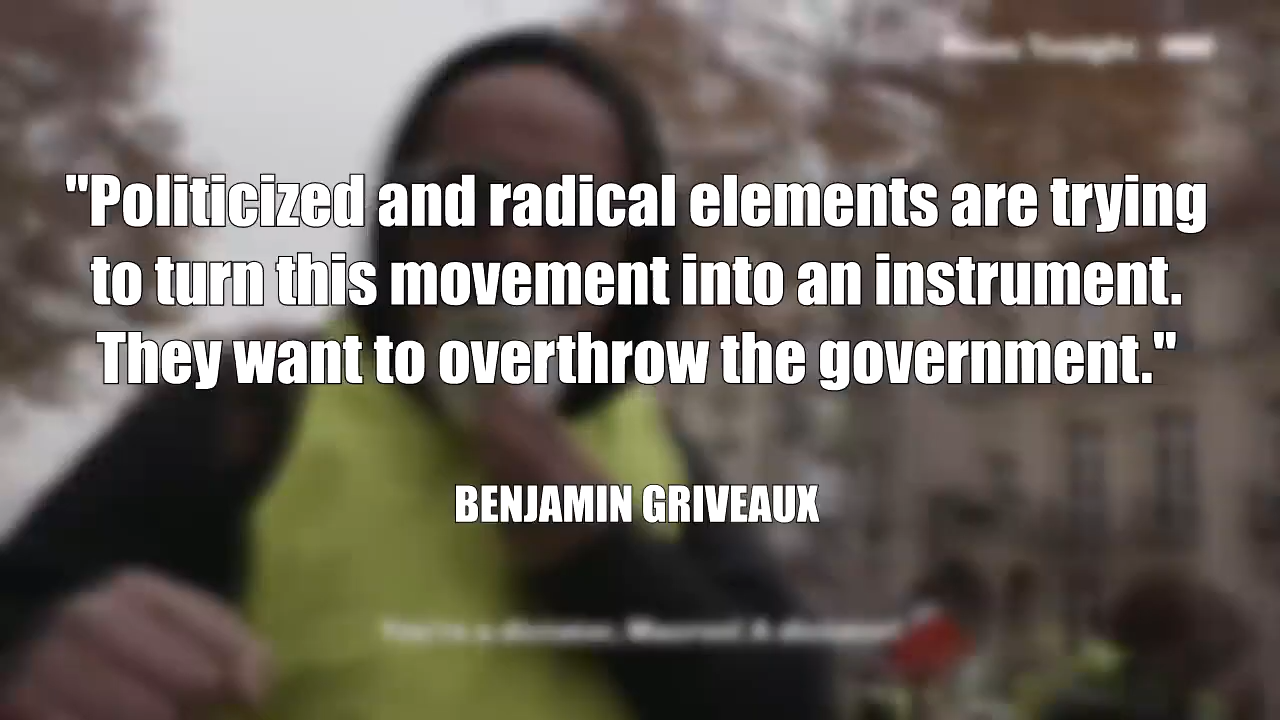 "Politicized and radical elements are trying
to turn this movement into an instrument.
They want to overthrow the government."
BENJAMIN GRIVEAUX